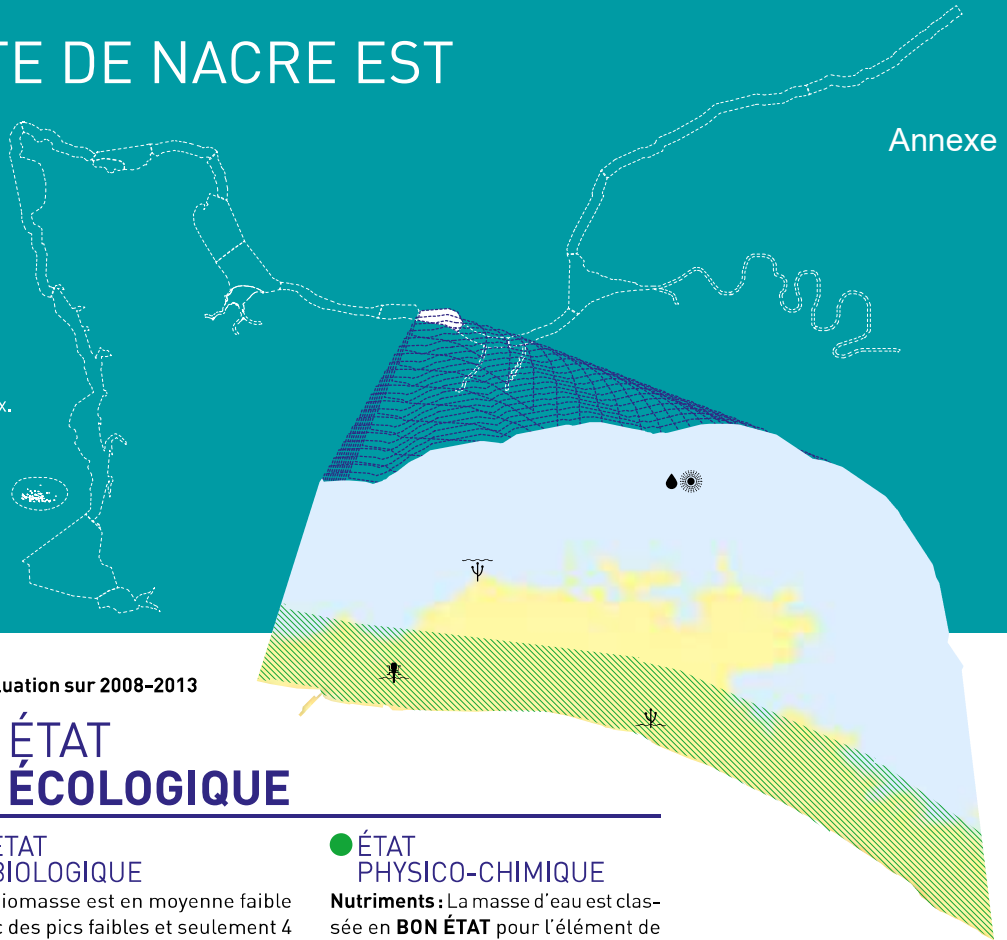 TE DE NACRE EST
Annexe
x.
luation sur 2008–2013
ÉTAT
ÉCOLOGIQUE
ÉTAT
BIOLOGIQUE
biomasse est en moyenne faible
c des pics faibles et seulement 4
ÉTAT
PHYSICO-CHIMIQUE
Nutriments : La masse d'eau est clas-
sée en BON ÉTAT pour l'élément de